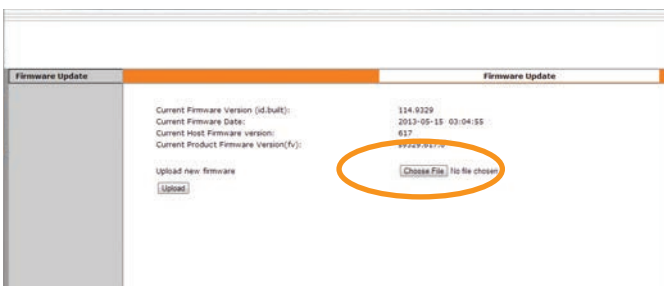 Firmware Update
Firmware Update
Current Firmware Version (id.built): 114.9329
Current Firmware Date: 2013-05-15 03:04:55
Current Host Firmware version: 617
Current Product Firmware Version(fv):
Upload new firmware Choose File No file chosen
Upload